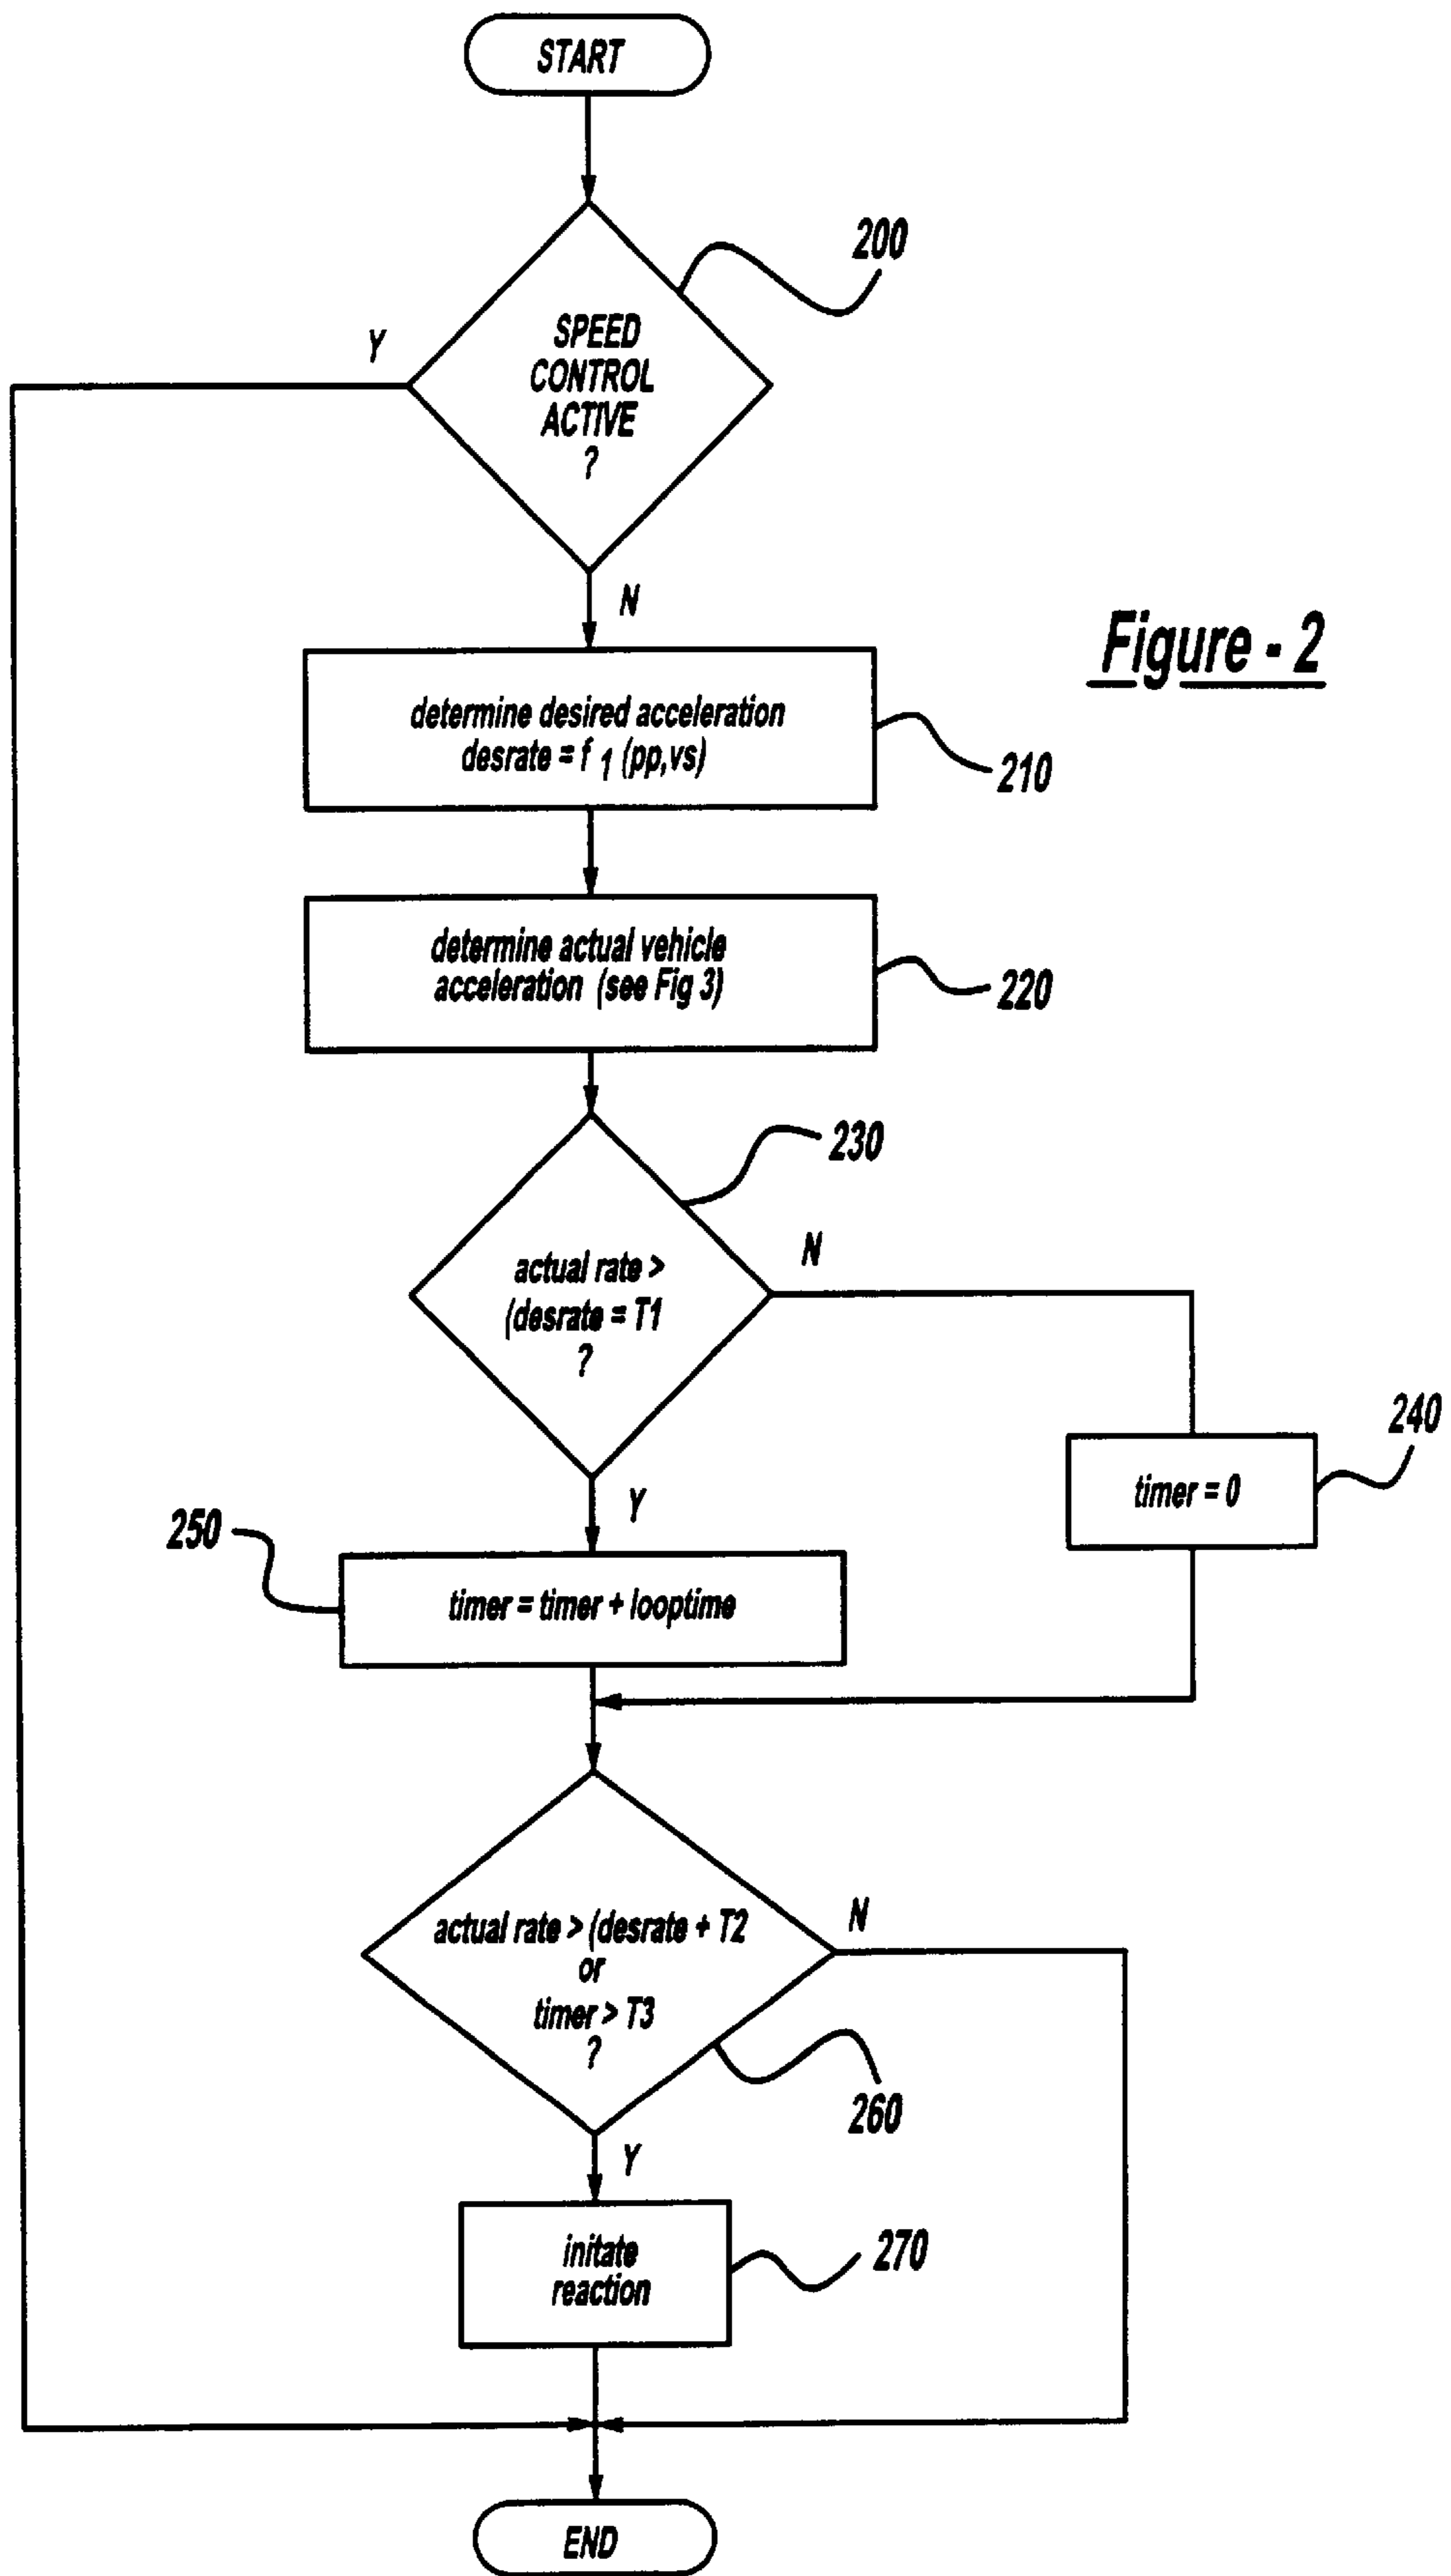 START
200
Y
SPEED
CONTROL
ACTIVE
?
N
Figure - 2
determine desired acceleration
desrate = f 1 (pp,vs)
210
determine actual vehicle
acceleration (see Fig 3)
220
230
N
actual rate >
(desrate = T1
?
240
timer = 0
Y
250
timer = timer + looptime
N
actual rate > (desrate + T2
or
timer > T3
?
260
Y
initate
reaction
270
END